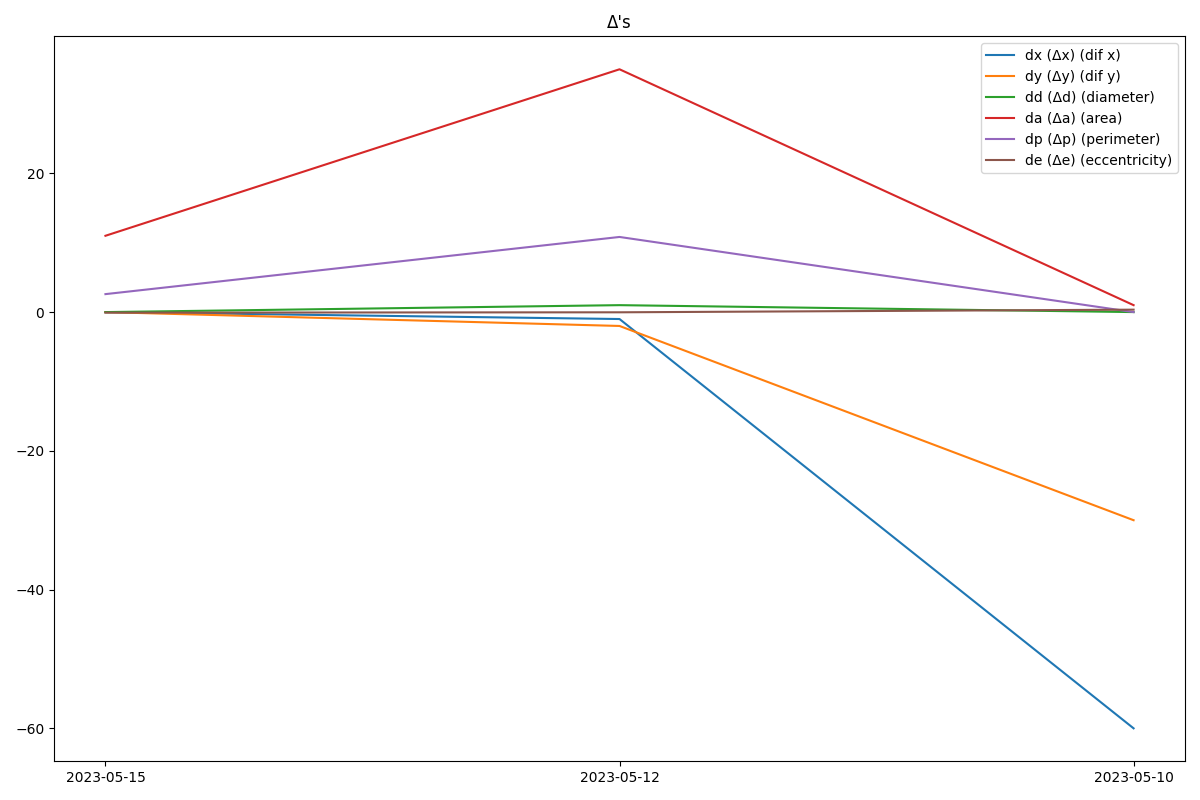 Δ's
dx (Δx) (dif x)
dy (Δy) (dif y)
dd (Δd) (diameter)
da (Δa) (area)
dp (Δp) (perimeter)
de (Δe) (eccentricity)
20
0
−20
−40
−60
2023-05-15 2023-05-12 2023-05-10